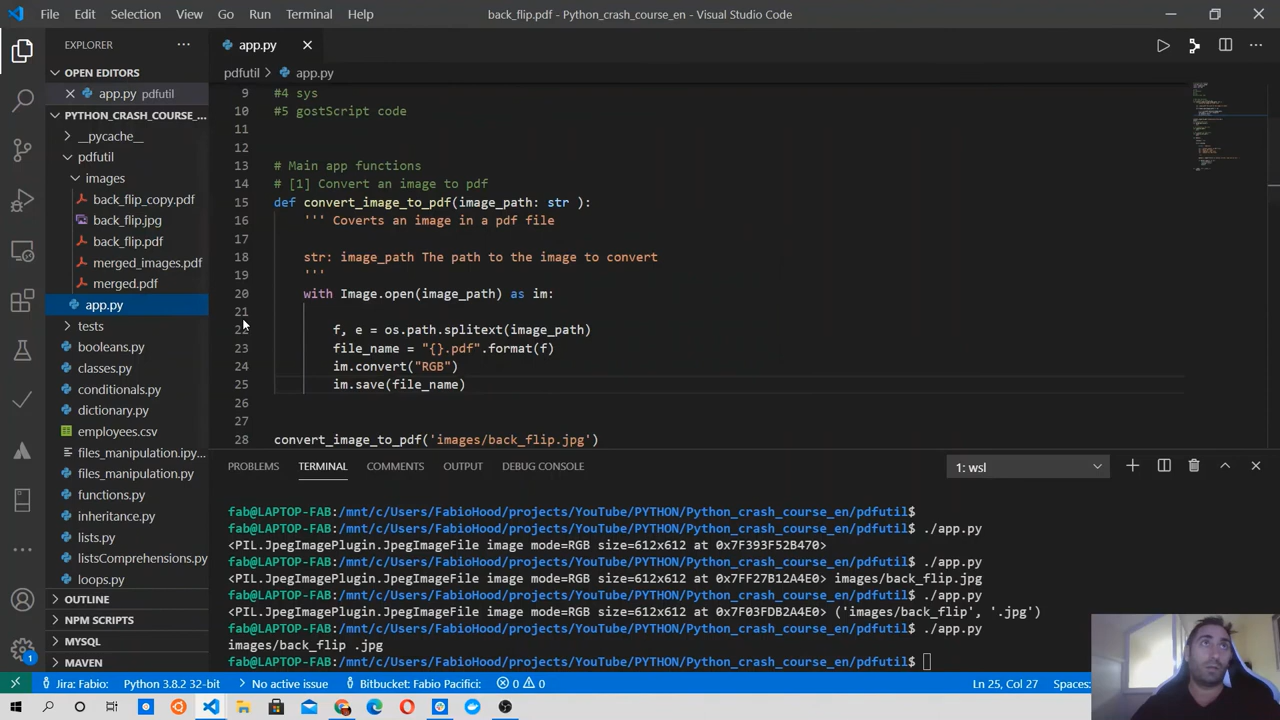 File Edit Selection View Go Run Terminal Help back_flip.pdf - Python_crash_course_en - Visual Studio Code
EXPLORER
OPEN EDITORS
app.py pdfutil
PYTHON_CRASH_COURSE_...
__pycache__
pdfutil
images
back_flip_copy.pdf
back_flip.jpg
back_flip.pdf
merged_images.pdf
merged.pdf
app.py
tests
booleans.py
classes.py
conditionals.py
dictionary.py
employees.csv
files_manipulation.ipy...
files_manipulation.py
functions.py
inheritance.py
lists.py
listsComprehensions.py
loops.py
OUTLINE
NPM SCRIPTS
MYSQL
MAVEN
app.py
pdfutil > app.py
9 #4 sys
10 #5 gostScript code
11
12
13 # Main app functions
14 # [1] Convert an image to pdf
15 def convert_image_to_pdf(image_path: str ):
16 ''' Coverts an image in a pdf file
17
18 str: image_path The path to the image to convert
19 '''
20 with Image.open(image_path) as im:
21
22 f, e = os.path.splitext(image_path)
23 file_name = "{}.pdf".format(f)
24 im.convert("RGB")
25 im.save(file_name)
26
27
28 convert_image_to_pdf('images/back_flip.jpg')
PROBLEMS TERMINAL COMMENTS OUTPUT DEBUG CONSOLE 1: wsl
fab@LAPTOP-FAB:/mnt/c/Users/FabioHood/projects/YouTube/PYTHON/Python_crash_course_en/pdfutil$
fab@LAPTOP-FAB:/mnt/c/Users/FabioHood/projects/YouTube/PYTHON/Python_crash_course_en/pdfutil$ ./app.py
<PIL.JpegImagePlugin.JpegImageFile image mode=RGB size=612x612 at 0x7F393F52B470>
fab@LAPTOP-FAB:/mnt/c/Users/FabioHood/projects/YouTube/PYTHON/Python_crash_course_en/pdfutil$ ./app.py
<PIL.JpegImagePlugin.JpegImageFile image mode=RGB size=612x612 at 0x7FF27B12A4E0> images/back_flip.jpg
fab@LAPTOP-FAB:/mnt/c/Users/FabioHood/projects/YouTube/PYTHON/Python_crash_course_en/pdfutil$ ./app.py
<PIL.JpegImagePlugin.JpegImageFile image mode=RGB size=612x612 at 0x7F03FDB2A4E0> ('images/back_flip', '.jpg')
fab@LAPTOP-FAB:/mnt/c/Users/FabioHood/projects/YouTube/PYTHON/Python_crash_course_en/pdfutil$ ./app.py
images/back_flip .jpg
fab@LAPTOP-FAB:/mnt/c/Users/FabioHood/projects/YouTube/PYTHON/Python_crash_course_en/pdfutil$
1
Jira: Fabio: Python 3.8.2 32-bit No active issue Bitbucket: Fabio Pacifici: 0 0 Ln 25, Col 27 Spaces: